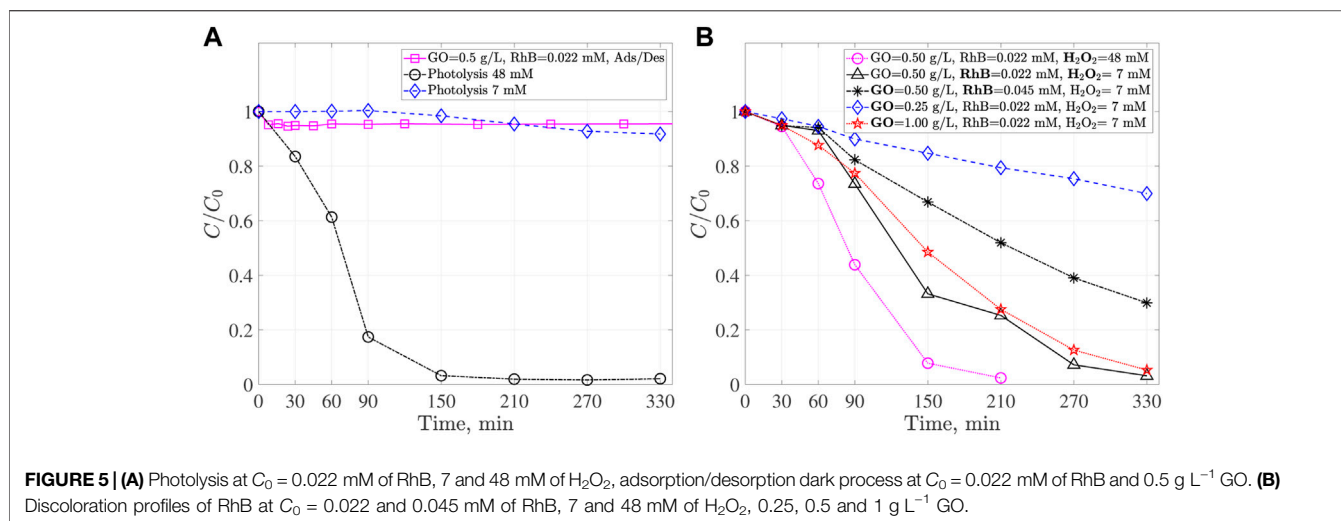 A
GO=0.5 g/L, RhB=0.022 mM, Ads/Des
Photolysis 48 mM
Photolysis 7 mM
1
0.8
0.6
0.4
0.2
0
C/C₀
0 30 60 90 150 210 270 330
Time, min
B
GO=0.50 g/L, RhB=0.022 mM, H₂O₂=48 mM
GO=0.50 g/L, RhB=0.022 mM, H₂O₂= 7 mM
GO=0.50 g/L, RhB=0.045 mM, H₂O₂= 7 mM
GO=0.25 g/L, RhB=0.022 mM, H₂O₂= 7 mM
GO=1.00 g/L, RhB=0.022 mM, H₂O₂= 7 mM
1
0.8
0.6
0.4
0.2
0
C/C₀
0 30 60 90 150 210 270 330
Time, min
FIGURE 5 | (A) Photolysis at C₀ = 0.022 mM of RhB, 7 and 48 mM of H₂O₂, adsorption/desorption dark process at C₀ = 0.022 mM of RhB and 0.5 g L⁻¹ GO. (B)
Discoloration profiles of RhB at C₀ = 0.022 and 0.045 mM of RhB, 7 and 48 mM of H₂O₂, 0.25, 0.5 and 1 g L⁻¹ GO.